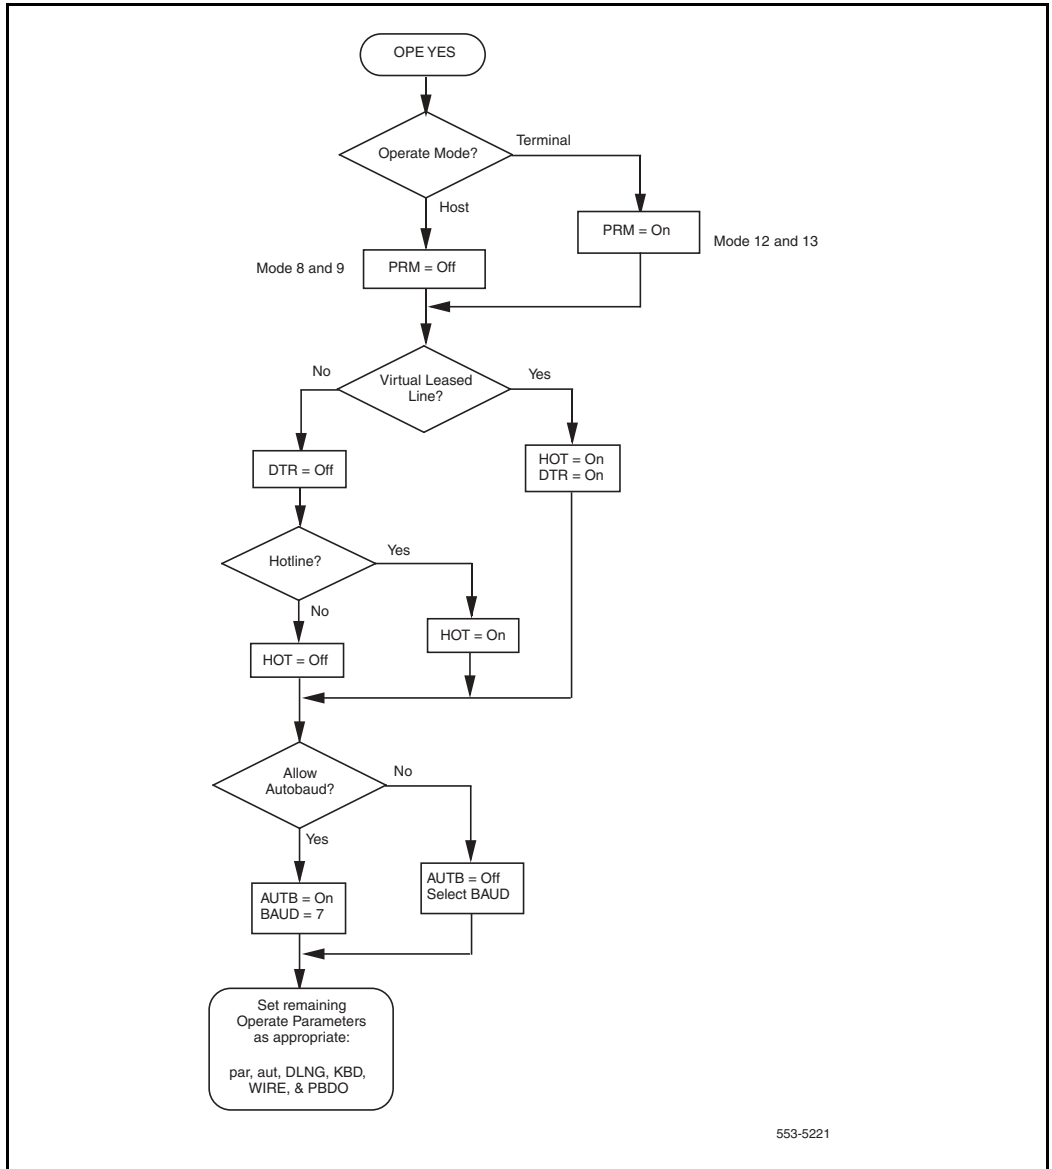 OPE YES
Operate Mode?
Terminal
Host
PRM = On
Mode 12 and 13
Mode 8 and 9
PRM = Off
No
Virtual Leased
Line?
Yes
DTR = Off
HOT = On
DTR = On
Hotline?
Yes
No
HOT = On
HOT = Off
Allow
Autobaud?
No
Yes
AUTB = On
BAUD = 7
AUTB = Off
Select BAUD
Set remaining
Operate Parameters
as appropriate:
par, aut, DLNG, KBD,
WIRE, & PBDO
553-5221